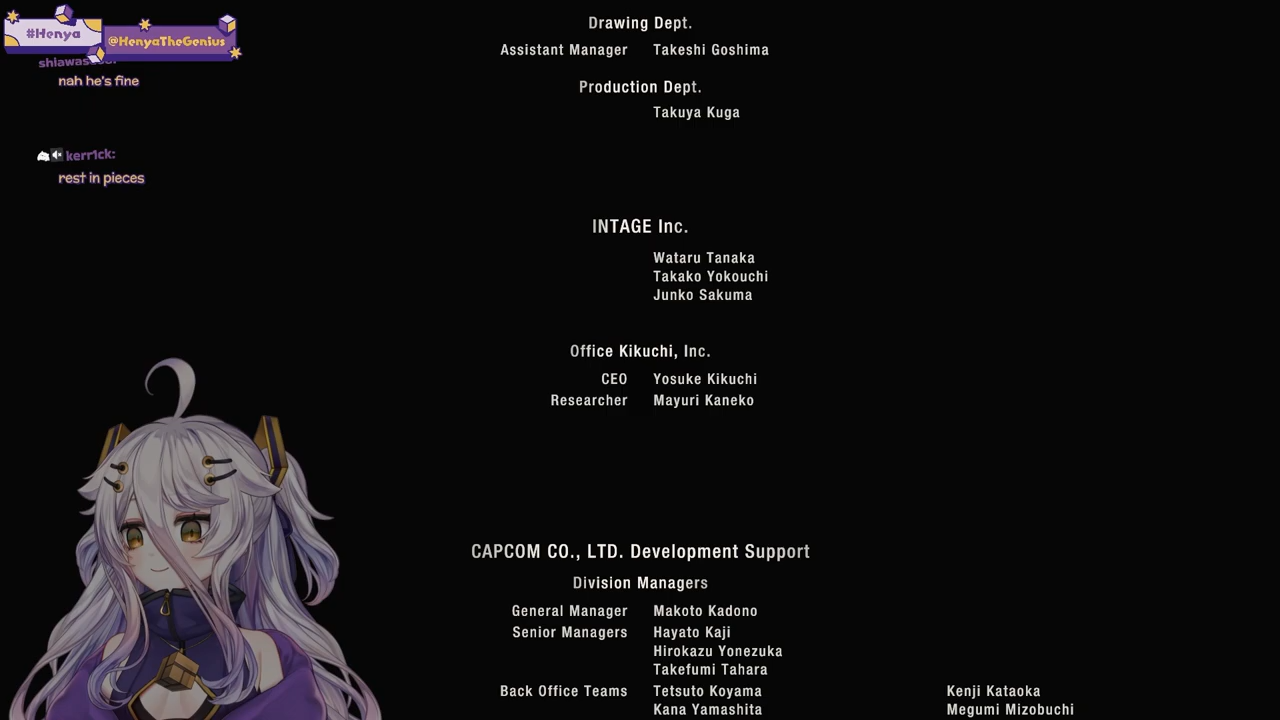 #Henya
@HenyaTheGenius
nah he's fine
kerr1ck:
rest in pieces
Drawing Dept.
Assistant Manager Takeshi Goshima
Production Dept.
Takuya Kuga
INTAGE Inc.
Wataru Tanaka
Takako Yokouchi
Junko Sakuma
Office Kikuchi, Inc.
CEO Yosuke Kikuchi
Researcher Mayuri Kaneko
CAPCOM CO., LTD. Development Support
Division Managers
General Manager Makoto Kadono
Senior Managers Hayato Kaji
Hirokazu Yonezuka
Takefumi Tahara
Back Office Teams Tetsuto Koyama Kenji Kataoka
Kana Yamashita Megumi Mizobuchi